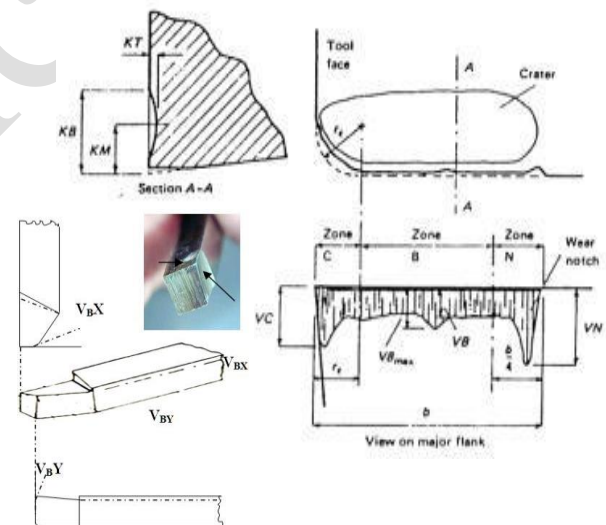 KT
KB
KM
Section A-A
Tool
face
A
Crater
rε
A
Zone
C
Zone
B
Zone
N
Wear
notch
VC
VBmax
VB
VN
rε
b
4
b
View on major flank
VBX
VBX
VBY
VBY